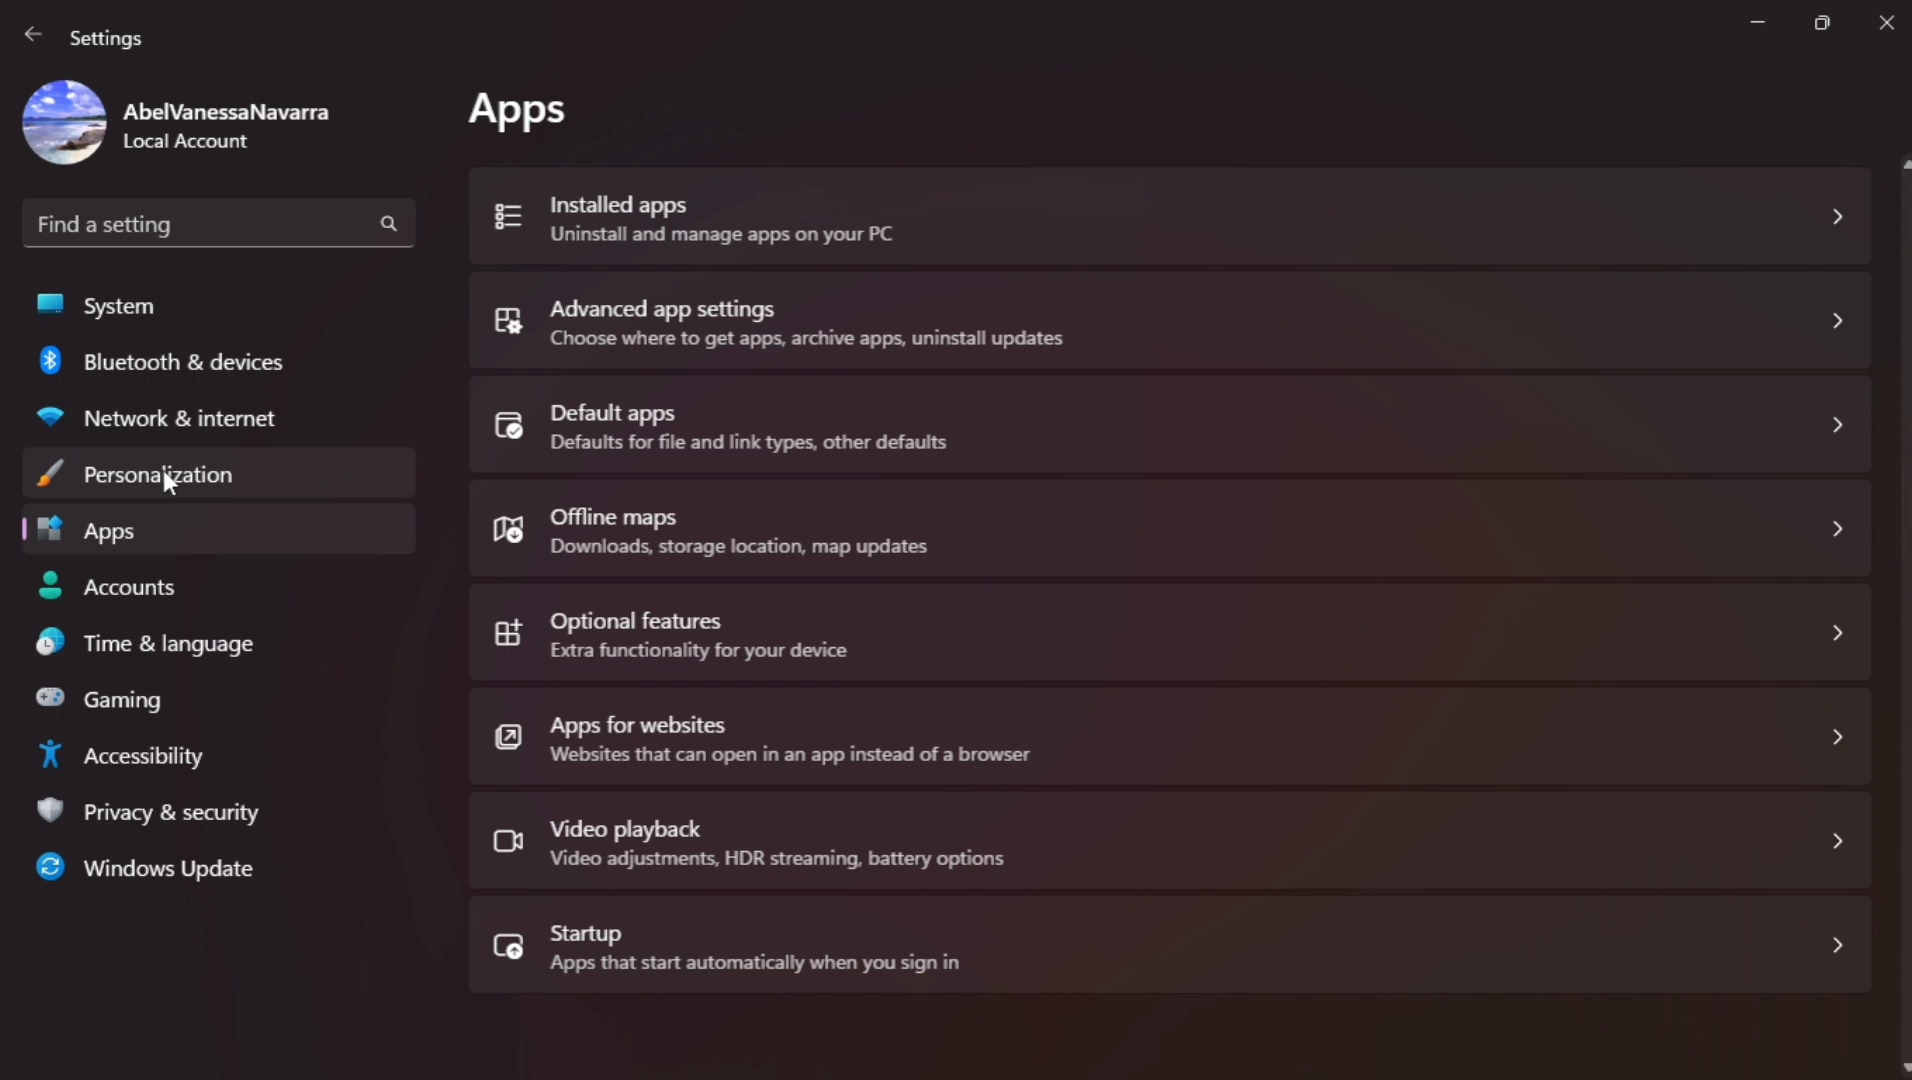 Settings
AbelVanessaNavarra
Local Account
Find a setting
System
Bluetooth & devices
Network & internet
Personalization
Apps
Accounts
Time & language
Gaming
Accessibility
Privacy & security
Windows Update
Apps
Installed apps
Uninstall and manage apps on your PC
Advanced app settings
Choose where to get apps, archive apps, uninstall updates
Default apps
Defaults for file and link types, other defaults
Offline maps
Downloads, storage location, map updates
Optional features
Extra functionality for your device
Apps for websites
Websites that can open in an app instead of a browser
Video playback
Video adjustments, HDR streaming, battery options
Startup
Apps that start automatically when you sign in